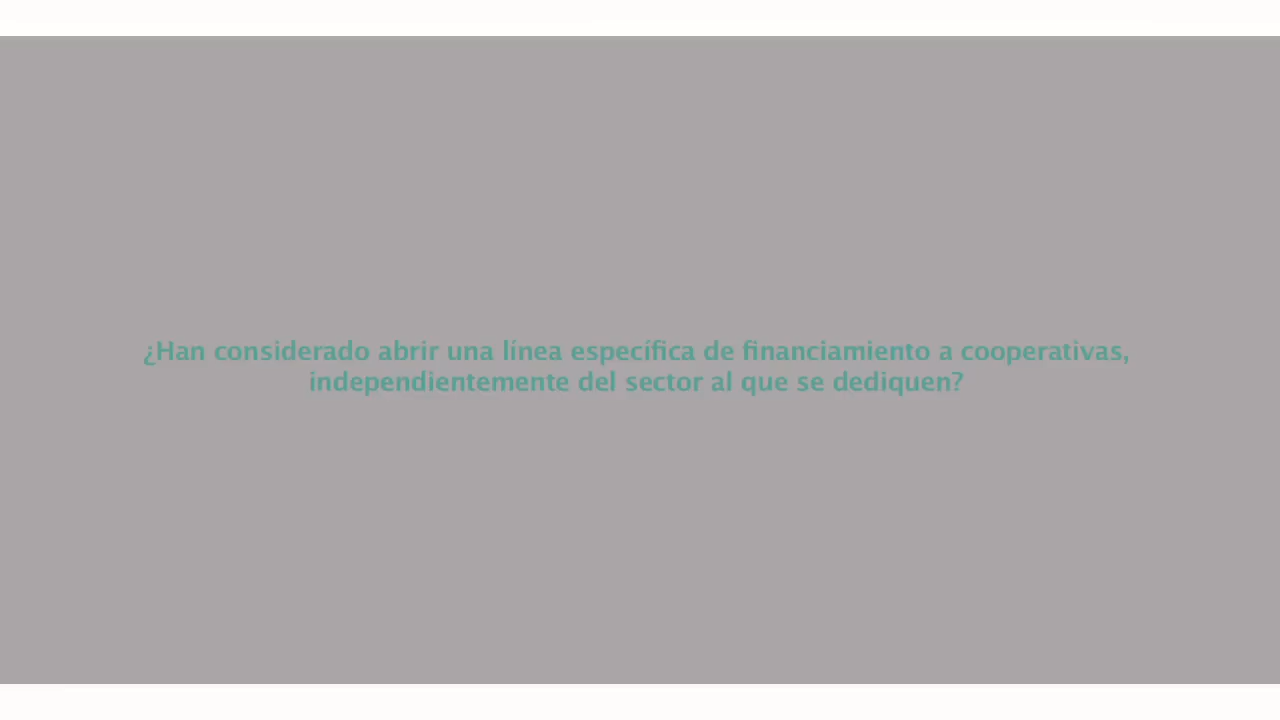 ¿Han considerado abrir una línea específica de financiamiento a cooperativas,
independientemente del sector al que se dediquen?